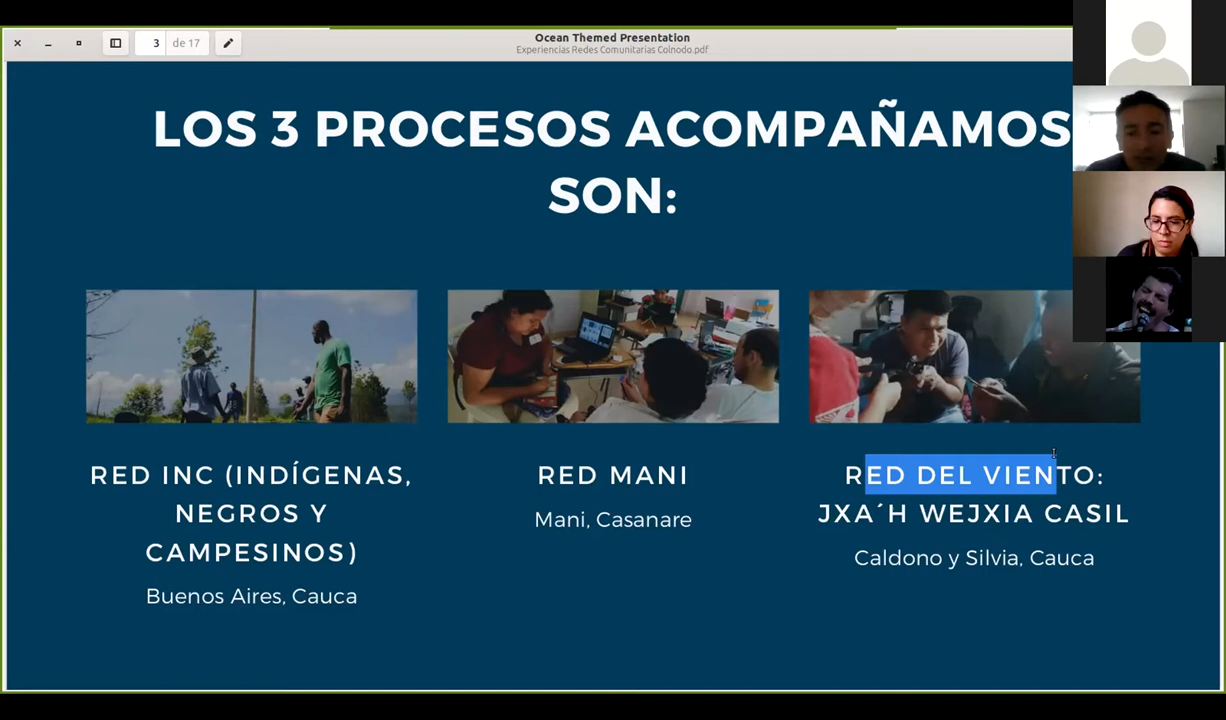 3 de 17
Ocean Themed Presentation
Experiencias Redes Comunitarias Colnodo.pdf
LOS 3 PROCESOS ACOMPAÑAMOS
SON:
RED INC (INDÍGENAS,
NEGROS Y
CAMPESINOS)
Buenos Aires, Cauca
RED MANI
Mani, Casanare
RED DEL VIENTO:
JXA´H WEJXIA CASIL
Caldono y Silvia, Cauca